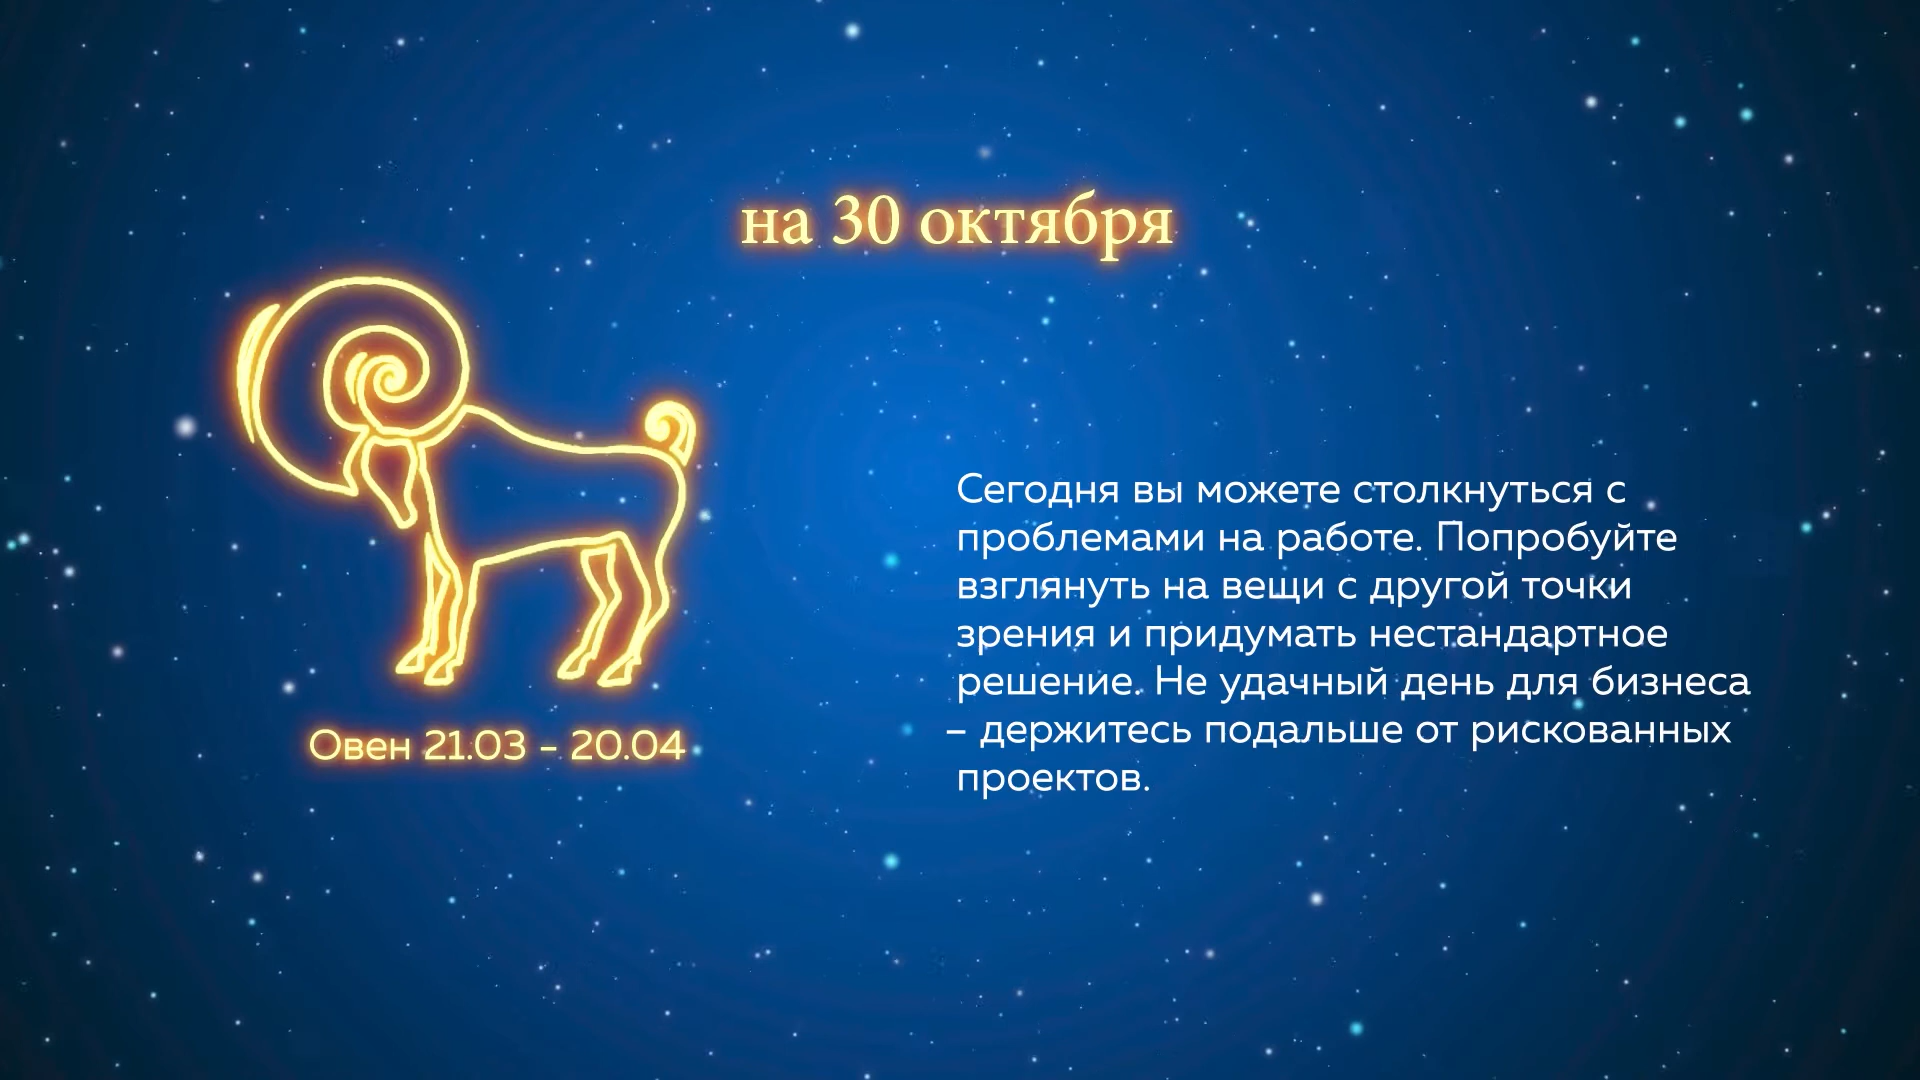 на 30 октября
Сегодня вы можете столкнуться с
проблемами на работе. Попробуйте
взглянуть на вещи с другой точки
зрения и придумать нестандартное
решение. Не удачный день для бизнеса
– держитесь подальше от рискованных
проектов.
Овен 21.03 - 20.04